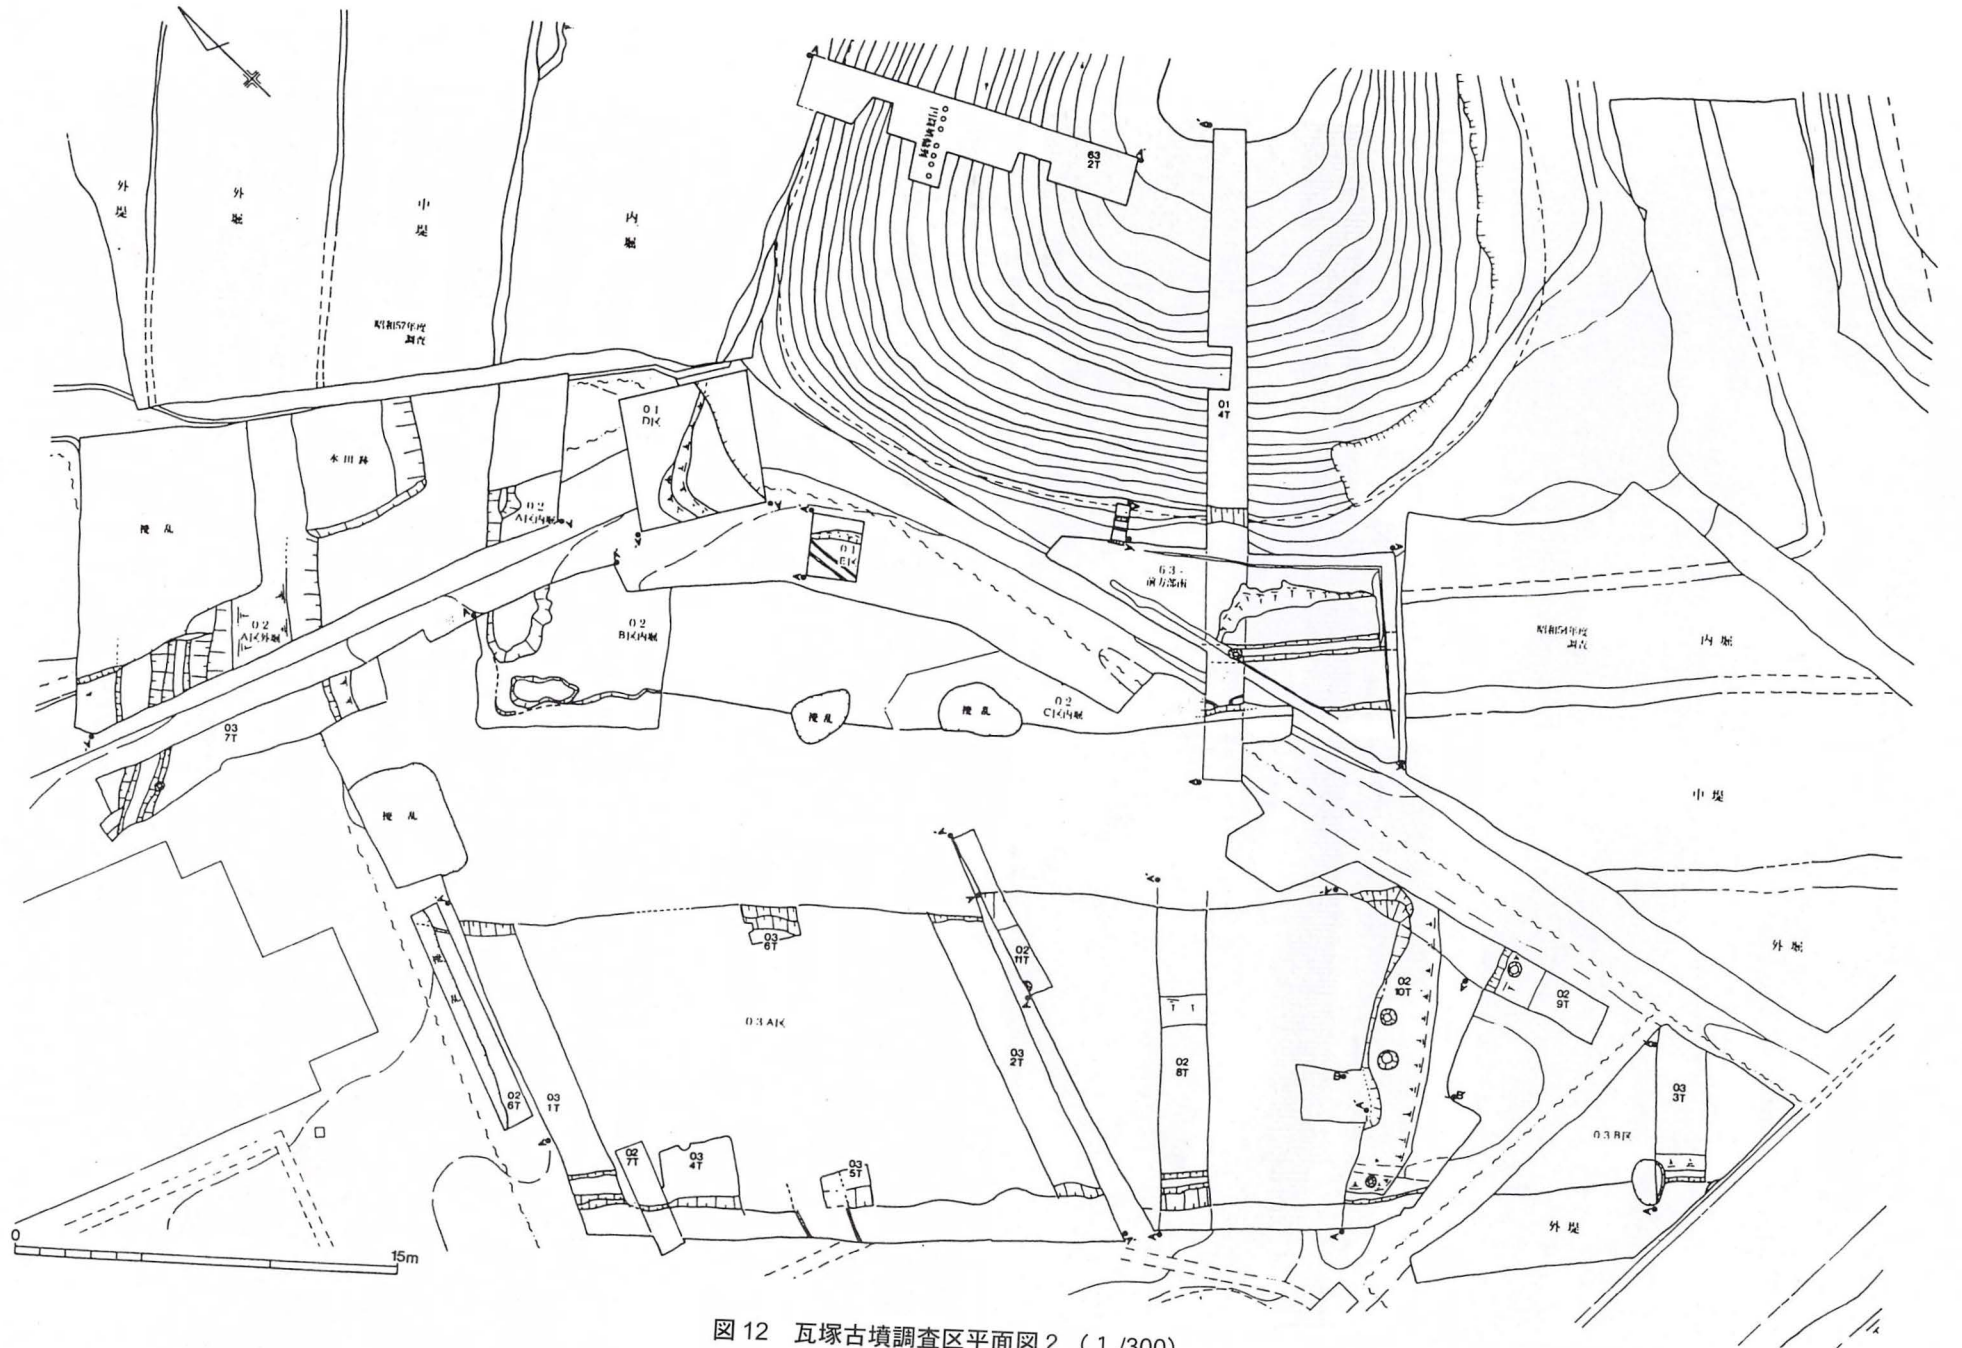 外堤
外堀
中堤
内堀
昭和57年度
調査
63
2T
01
4T
01
D区
水田跡
攪乱
02
A区内堀
01
E区
63
前方部南
02
A区外堀
02
B区内堀
昭和54年度
調査
内堀
攪乱
攪乱
02
C区内堀
03
7T
攪乱
中堤
03
6T
02
11T
外堀
攪乱
02
10T
02
9T
03A区
03
2T
02
8T
02
6T
03
1T
03
3T
03B区
02
7T
03
4T
03
5T
外堤
0
15m
図12 瓦塚古墳調査区平面図2（1/300）